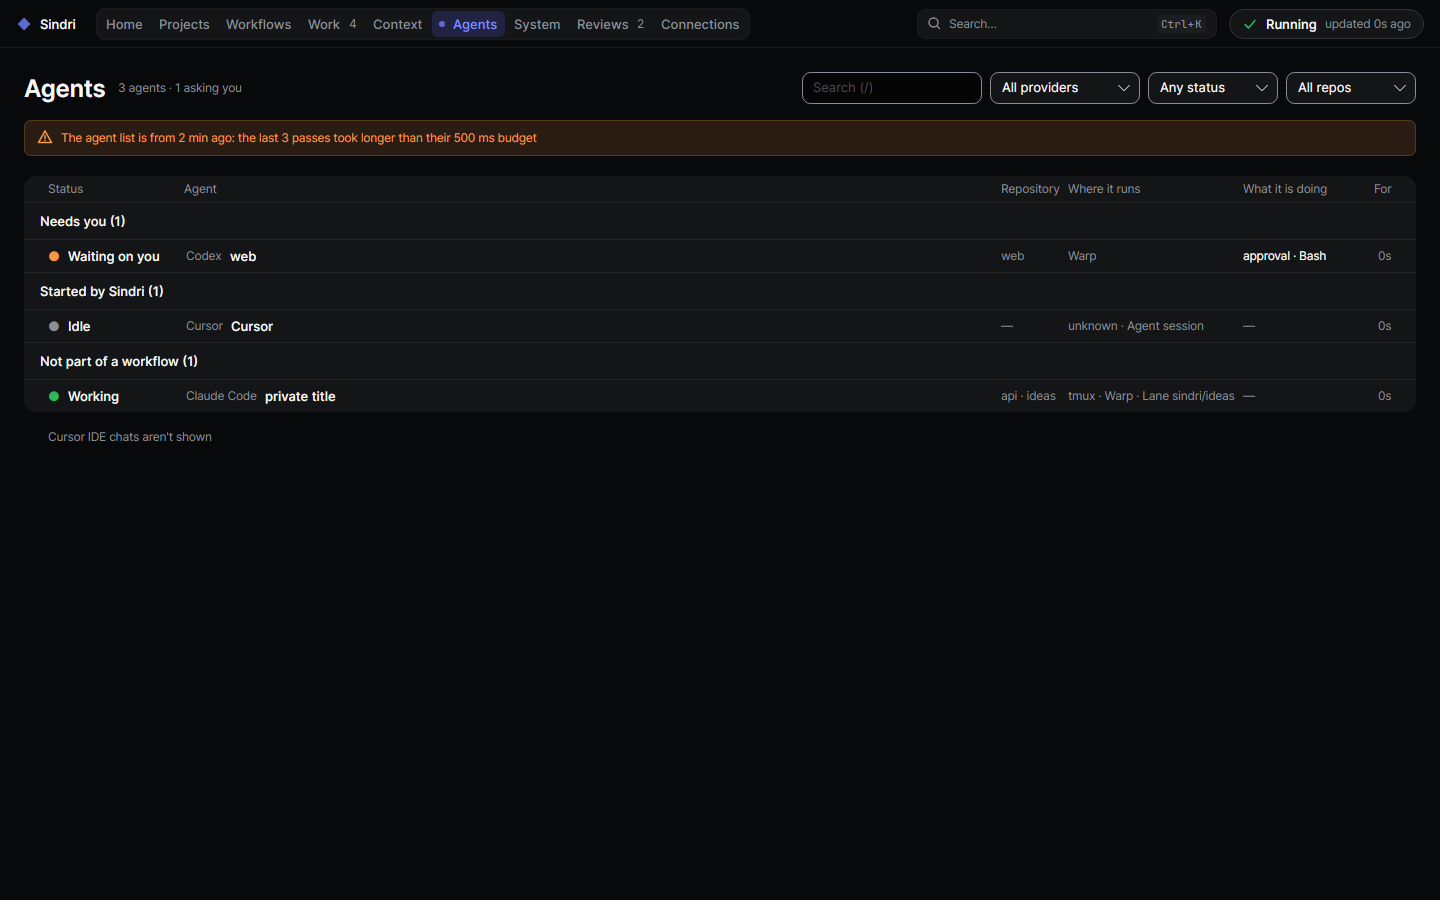 Sindri Home Projects Workflows Work 4 Context Agents System Reviews 2 Connections Search... Ctrl+K Running updated 0s ago
Agents 3 agents · 1 asking you Search (/) All providers Any status All repos
The agent list is from 2 min ago: the last 3 passes took longer than their 500 ms budget
Status Agent Repository Where it runs What it is doing For
Needs you (1)
Waiting on you Codex web web Warp approval · Bash 0s
Started by Sindri (1)
Idle Cursor Cursor — unknown · Agent session — 0s
Not part of a workflow (1)
Working Claude Code private title api · ideas tmux · Warp · Lane sindri/ideas — 0s
Cursor IDE chats aren't shown